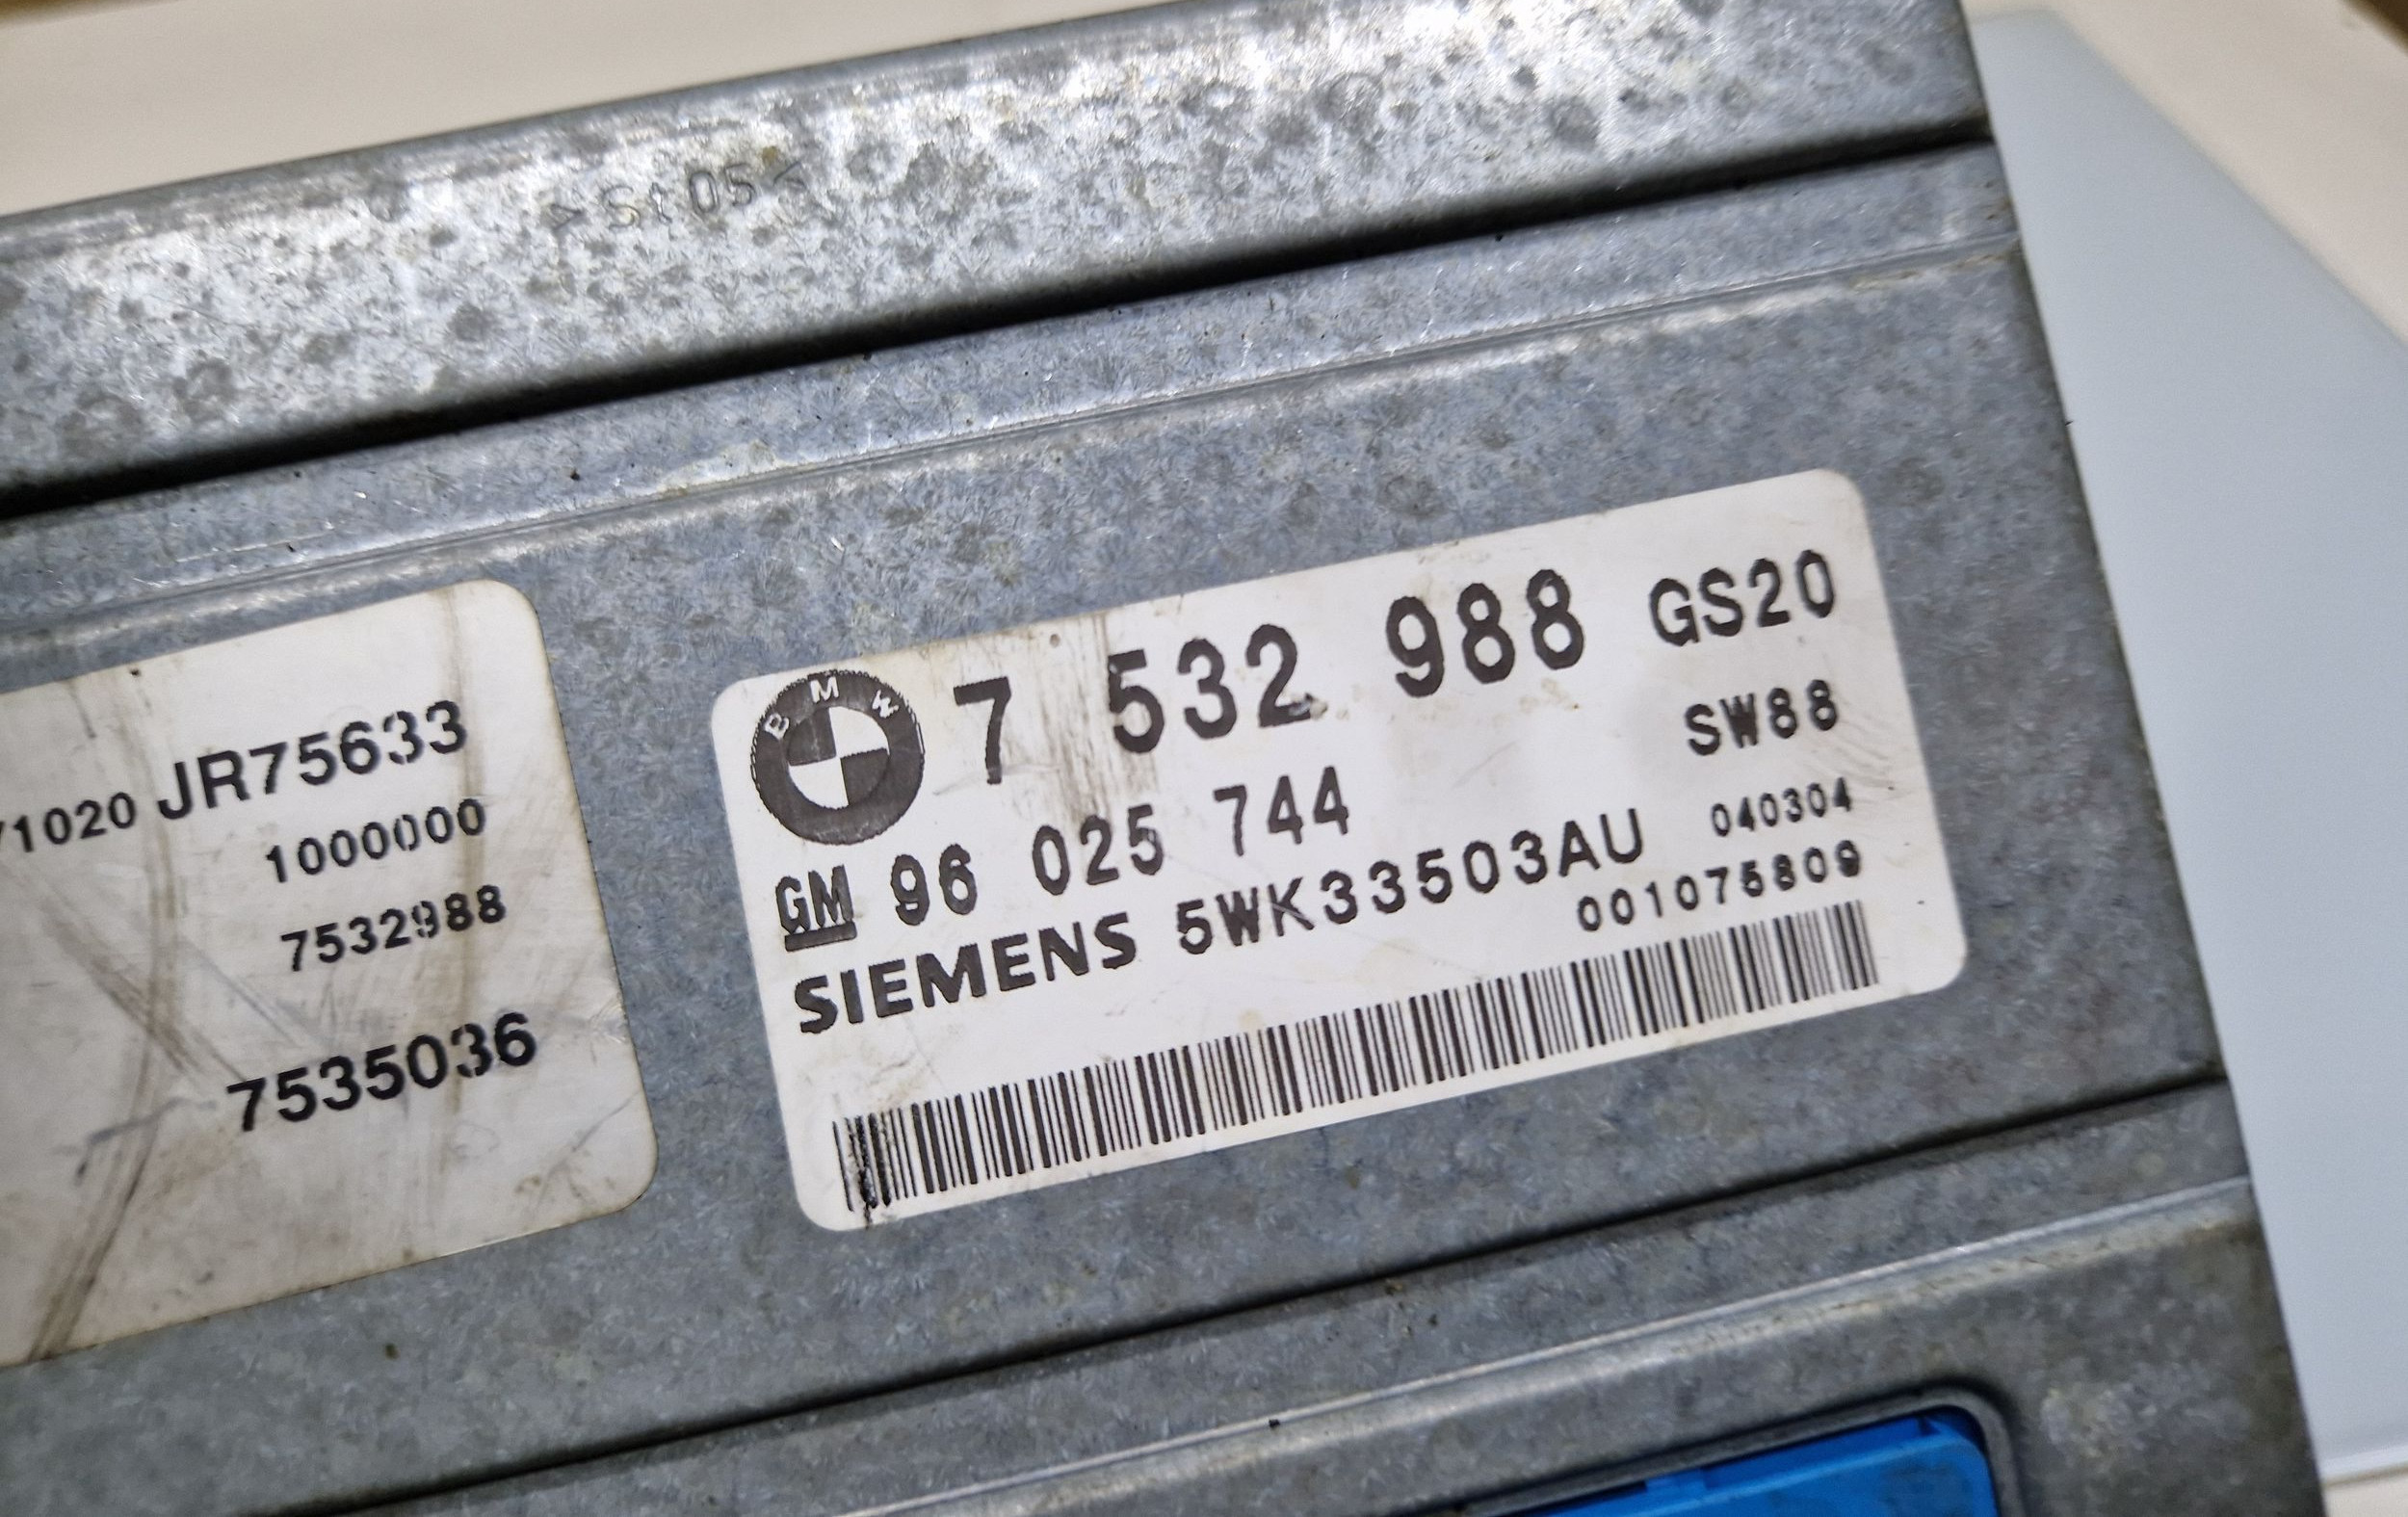 71020 JR75633
1000000
7532988
7535036
BMW 7 532 988 GS20
SW88
GM 96 025 744
SIEMENS 5WK33503AU 040304
001075809